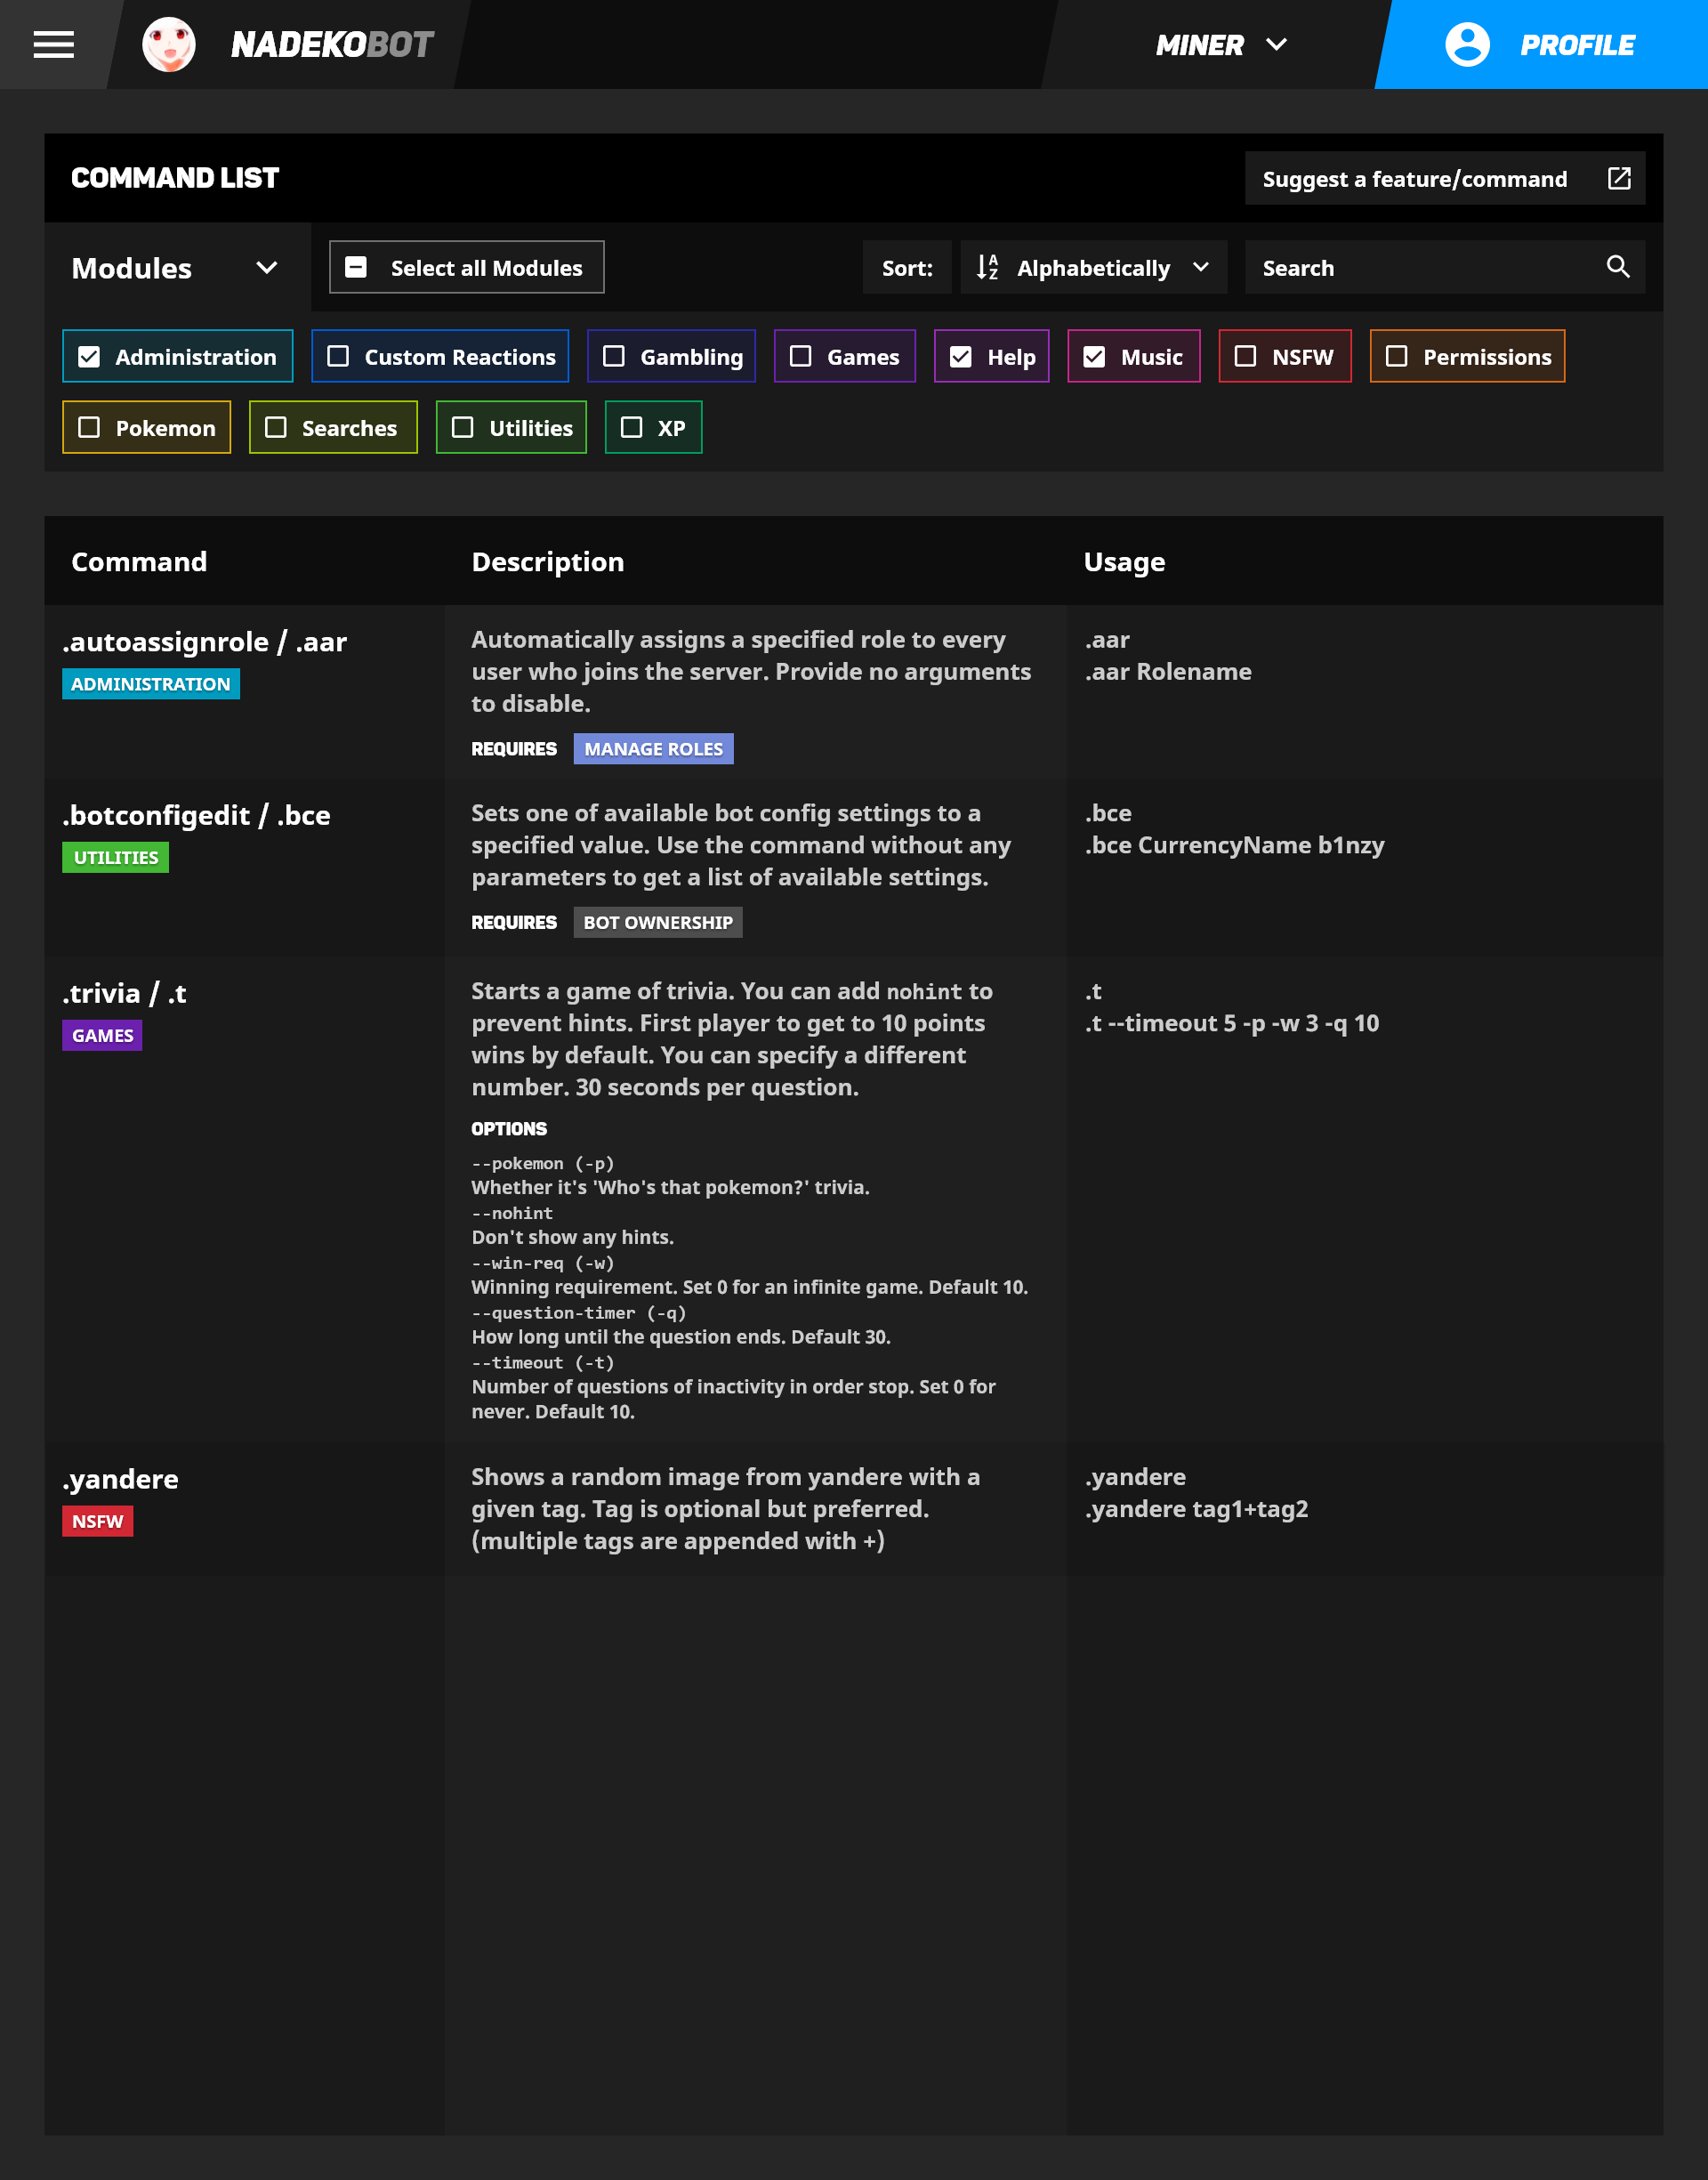 NADEKOBOT
MINER
PROFILE
COMMAND LIST
Suggest a feature/command
Modules
Select all Modules
Sort:
AZ
Alphabetically
Search
Administration
Custom Reactions
Gambling
Games
Help
Music
NSFW
Permissions
Pokemon
Searches
Utilities
XP
Command
Description
Usage
.autoassignrole / .aar
ADMINISTRATION
Automatically assigns a specified role to every
user who joins the server. Provide no arguments
to disable.
REQUIRES MANAGE ROLES
.aar
.aar Rolename
.botconfigedit / .bce
UTILITIES
Sets one of available bot config settings to a
specified value. Use the command without any
parameters to get a list of available settings.
REQUIRES BOT OWNERSHIP
.bce
.bce CurrencyName b1nzy
.trivia / .t
GAMES
Starts a game of trivia. You can add nohint to
prevent hints. First player to get to 10 points
wins by default. You can specify a different
number. 30 seconds per question.
OPTIONS
--pokemon (-p)
Whether it's 'Who's that pokemon?' trivia.
--nohint
Don't show any hints.
--win-req (-w)
Winning requirement. Set 0 for an infinite game. Default 10.
--question-timer (-q)
How long until the question ends. Default 30.
--timeout (-t)
Number of questions of inactivity in order stop. Set 0 for
never. Default 10.
.t
.t --timeout 5 -p -w 3 -q 10
.yandere
NSFW
Shows a random image from yandere with a
given tag. Tag is optional but preferred.
(multiple tags are appended with +)
.yandere
.yandere tag1+tag2